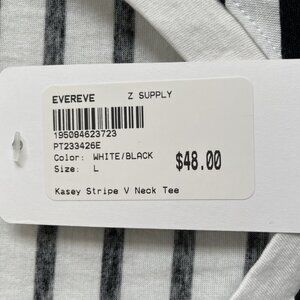 EVEREVE Z SUPPLY
195084623723
PT233426E
Color: WHITE/BLACK
Size: L
$48.00
Kasey Stripe V Neck Tee